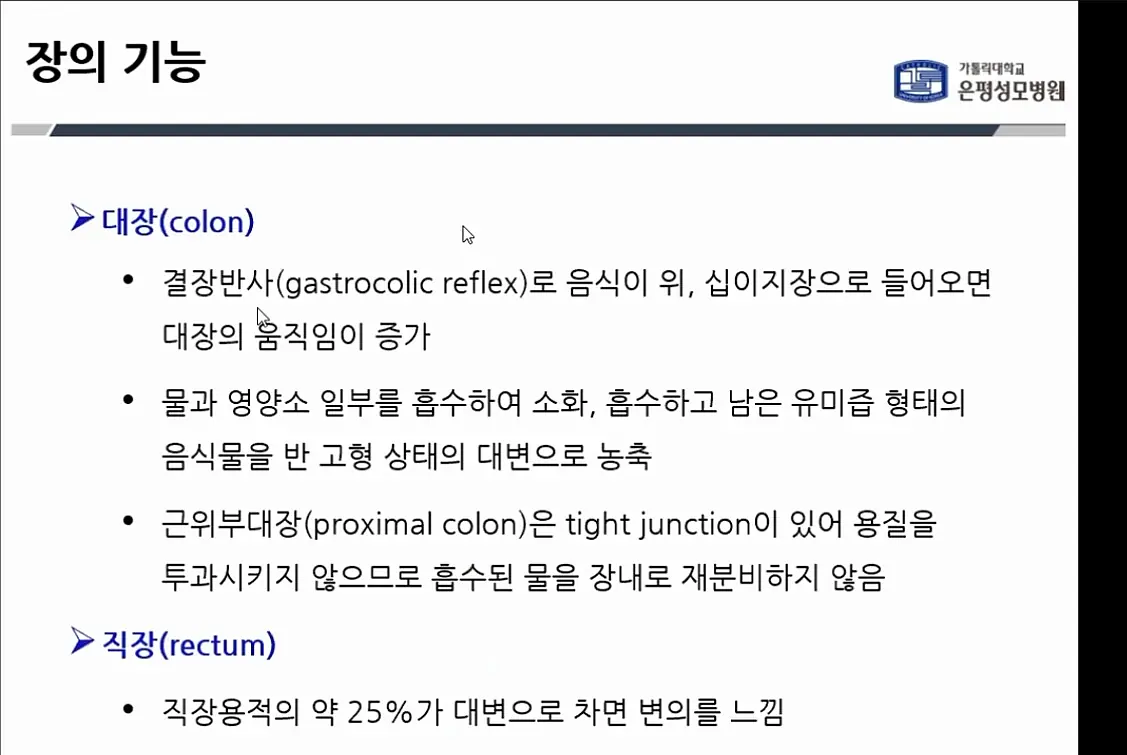 장의 기능
가톨릭대학교
은평성모병원
대장(colon)
• 결장반사(gastrocolic reflex)로 음식이 위, 십이지장으로 들어오면
대장의 움직임이 증가
• 물과 영양소 일부를 흡수하여 소화, 흡수하고 남은 유미즙 형태의
음식물을 반 고형 상태의 대변으로 농축
• 근위부대장(proximal colon)은 tight junction이 있어 용질을
투과시키지 않으므로 흡수된 물을 장내로 재분비하지 않음
직장(rectum)
• 직장용적의 약 25%가 대변으로 차면 변의를 느낌